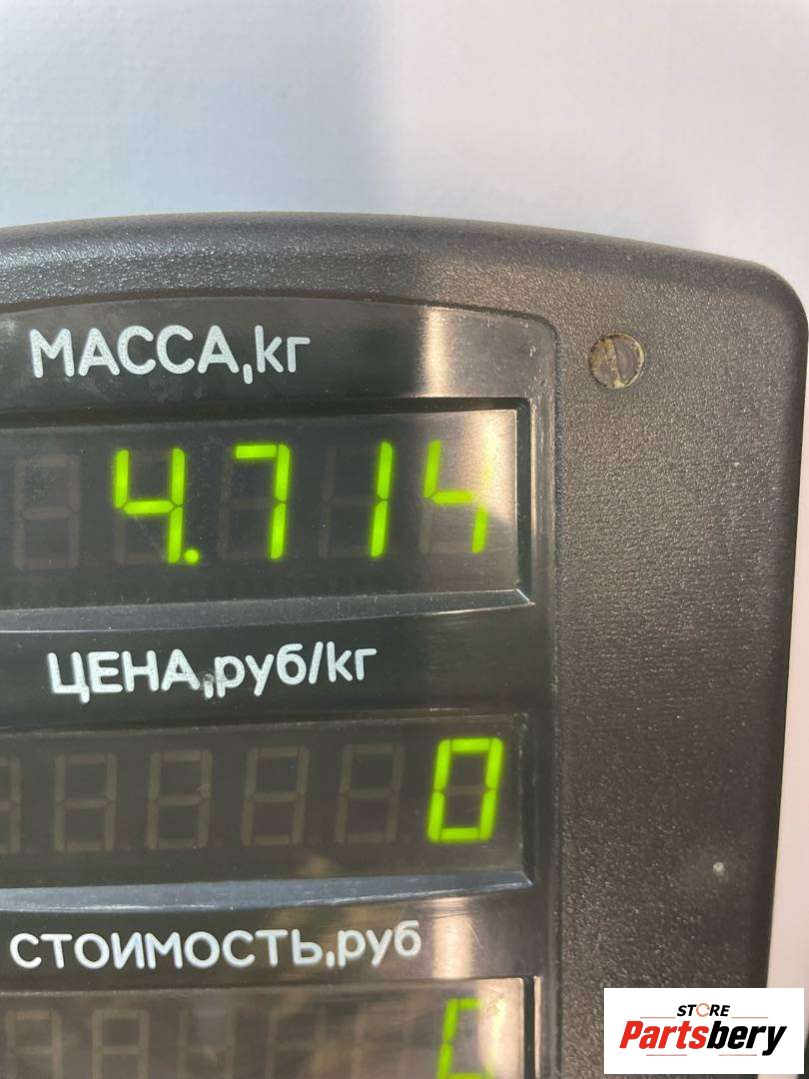 МАССА,кг
4.714
ЦЕНА,руб/кг
0
СТОИМОСТЬ,руб
STORE
Partsbery